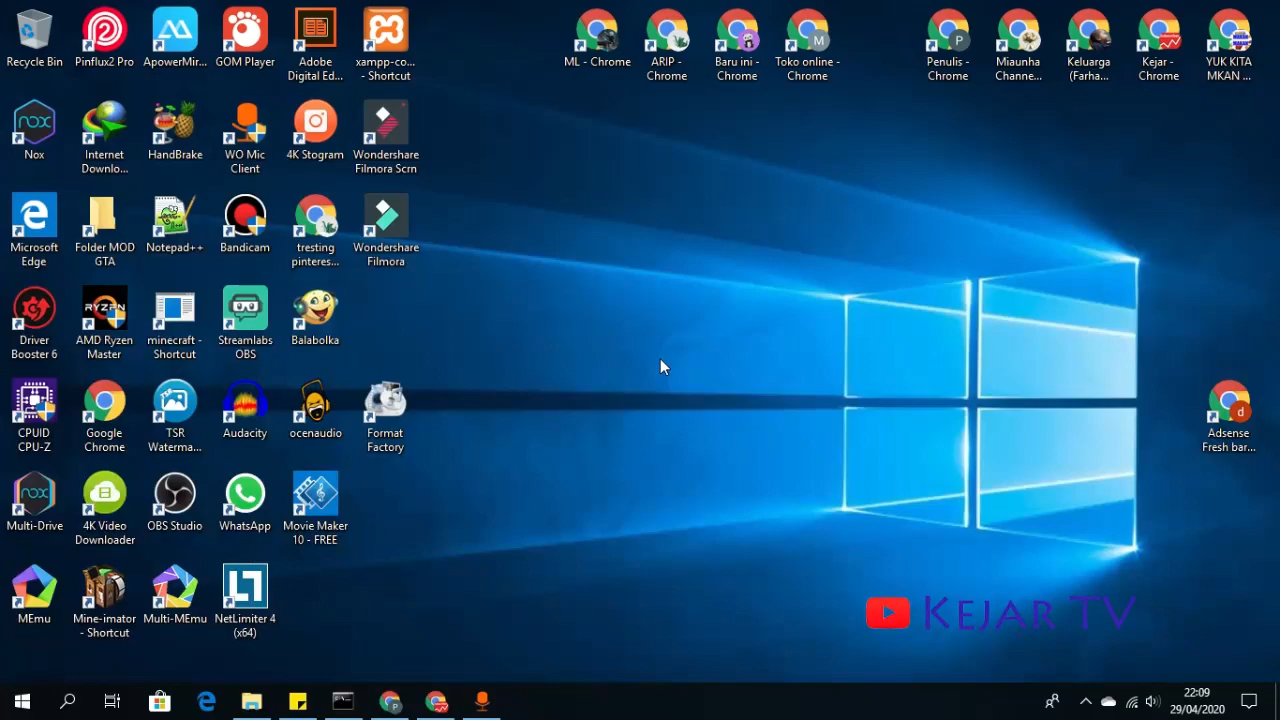 Recycle Bin
Pinflux2 Pro
ApowerMir...
GOM Player
Adobe
Digital Ed...
xampp-co...
- Shortcut
ML - Chrome
ARIP -
Chrome
Baru ini -
Chrome
Toko online -
Chrome
Penulis -
Chrome
Miaunha
Channe...
Keluarga
(Farha...
Kejar -
Chrome
YUK KITA
MKAN ...
Nox
Internet
Downlo...
HandBrake
WO Mic
Client
4K Stogram
Wondershare
Filmora Scrn
Microsoft
Edge
Folder MOD
GTA
Notepad++
Bandicam
tresting
pinteres...
Wondershare
Filmora
Driver
Booster 6
RYZEN
AMD Ryzen
Master
minecraft -
Shortcut
Streamlabs
OBS
Balabolka
CPUID
CPU-Z
Google
Chrome
TSR
Waterma...
Audacity
ocenaudio
Format
Factory
Adsense
Fresh bar...
Multi-Drive
4K Video
Downloader
OBS Studio
WhatsApp
Movie Maker
10 - FREE
MEmu
Mine-imator
- Shortcut
Multi-MEmu
NetLimiter 4
(x64)
KEJAR TV
22:09
29/04/2020